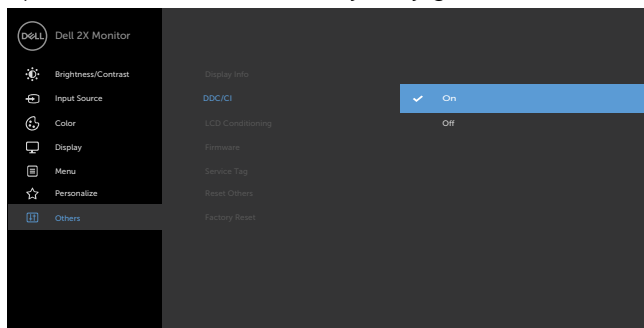 DELL
Dell 2X Monitor
Brightness/Contrast
Input Source
Color
Display
Menu
Personalize
Others
Display Info
DDC/CI
LCD Conditioning
Firmware
Service Tag
Reset Others
Factory Reset
On
Off